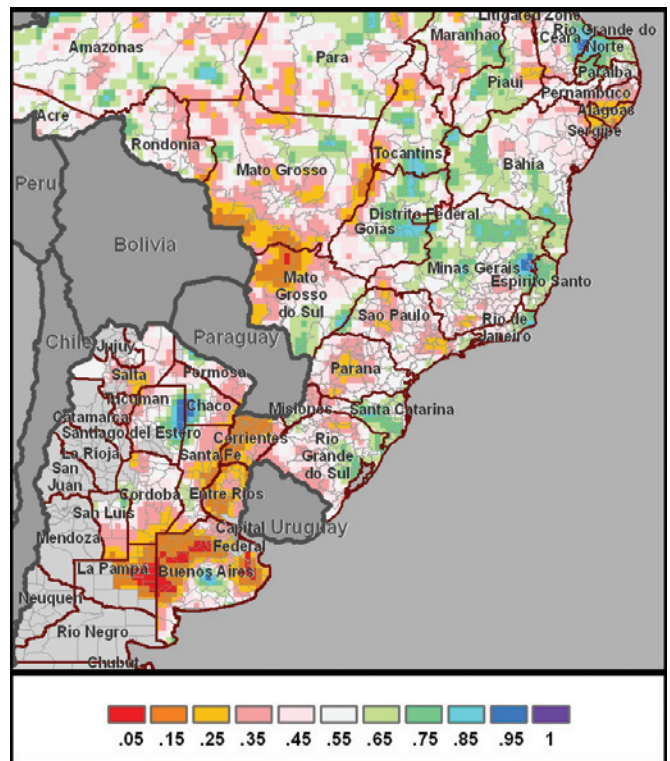 Litigated Zone
Rio Grande do
Norte
Maranhao
Ceara
Amazonas
Para
Paraiba
Piaui
Pernambuco
Alagoas
Acre
Sergipe
Rondonia
Tocantins
Bahia
Mato Grosso
Peru
Distrito Federal
Goias
Bolivia
Minas Gerais
Espirito Santo
Mato
Grosso
do Sul
Sao Paulo
Rio de
Janeiro
Paraguay
Chile
Jujuy
Parana
Salta
Formosa
Tucuman
Chaco
Misiones
Santa Catarina
Catamarca
Santiago del Estero
Corrientes
Rio
Grande
do Sul
La Rioja
Santa Fe
San
Juan
Cordoba
Entre Rios
San Luis
Capital
Federal
Uruguay
Mendoza
La Pampa
Buenos Aires
Neuquen
Rio Negro
Chubut
.05 .15 .25 .35 .45 .55 .65 .75 .85 .95 1